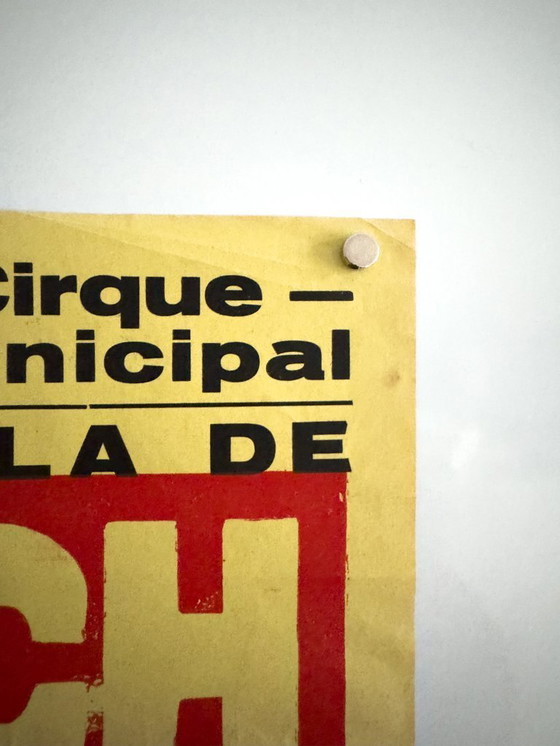 Cirque —
nicipal
LA DE
CH